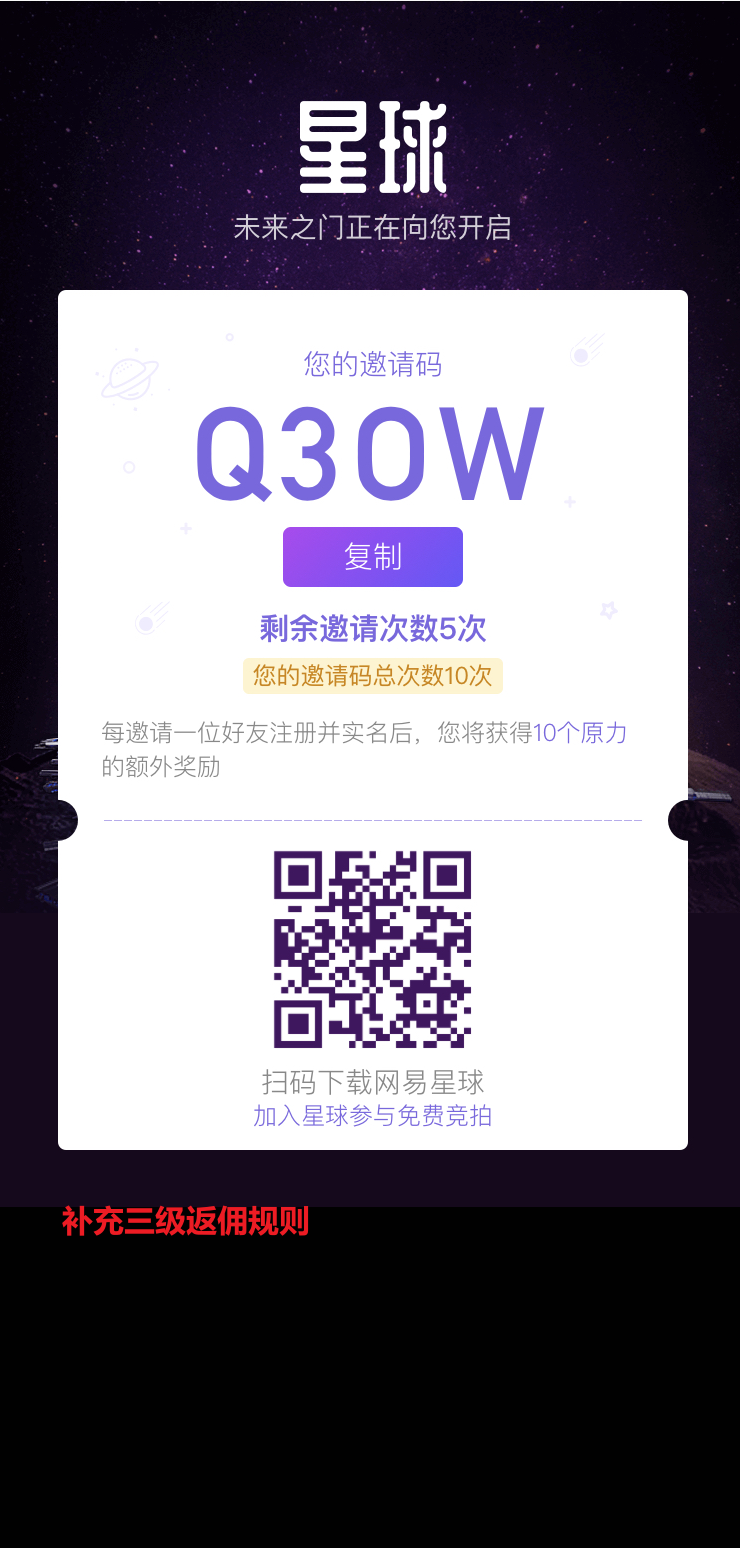 星球
未来之门正在向您开启
您的邀请码
Q3OW
复制
剩余邀请次数5次
您的邀请码总次数10次
每邀请一位好友注册并实名后，您将获得10个原力
的额外奖励
扫码下载网易星球
加入星球参与免费竞拍
补充三级返佣规则